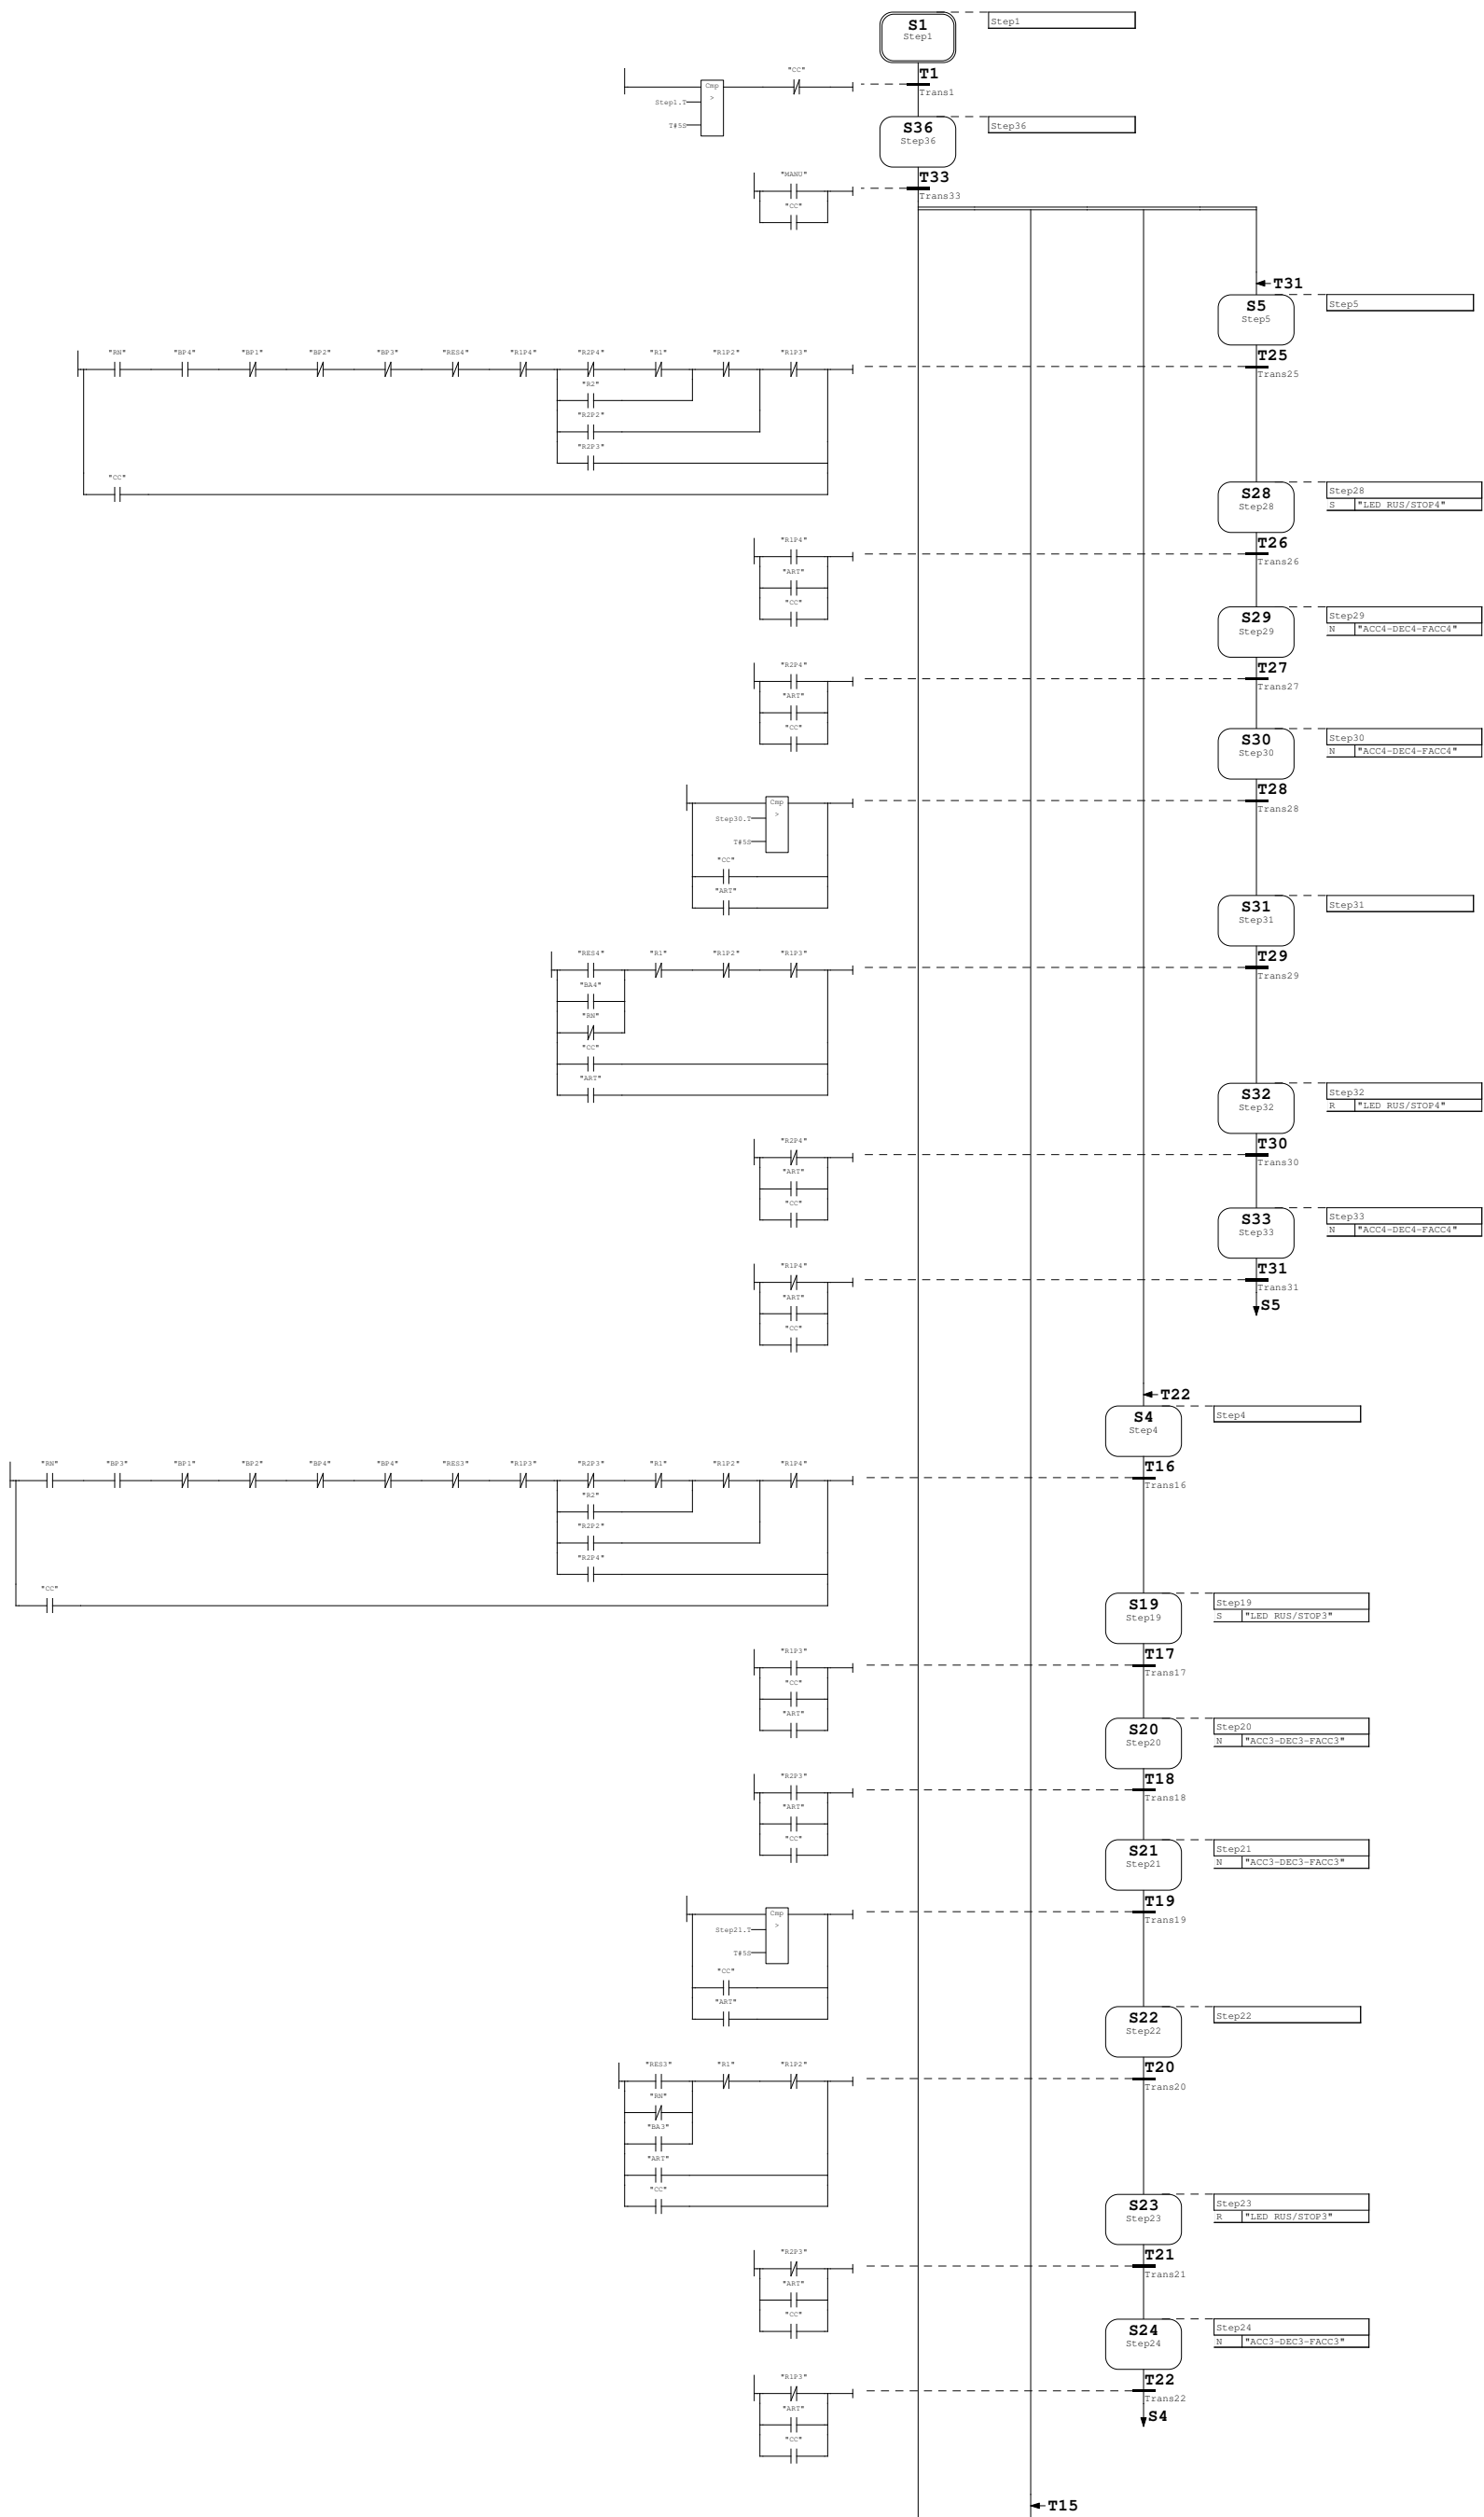 S1
Step1
Step1
T1
Trans1
"CC"
Cmp
>
Step1.T
T#5S
S36
Step36
Step36
T33
Trans33
"MANU"
"CC"
T31
S5
Step5
Step5
"RN" "BP4" "BP1" "BP2" "BP3" "RES4" "R1P4" "R2P4" "R1" "R1P2" "R1P3"
T25
Trans25
"R2"
"R2P2"
"R2P3"
"CC"
S28
Step28
Step28
S "LED RUS/STOP4"
"R1P4"
T26
Trans26
"ART"
"CC"
S29
Step29
Step29
N "ACC4-DEC4-FACC4"
"R2P4"
T27
Trans27
"ART"
"CC"
S30
Step30
Step30
N "ACC4-DEC4-FACC4"
T28
Trans28
Cmp
>
Step30.T
T#5S
"CC"
"ART"
S31
Step31
Step31
"RES4" "R1" "R1P2" "R1P3"
T29
Trans29
"BA4"
"RN"
"CC"
"ART"
S32
Step32
Step32
R "LED RUS/STOP4"
"R2P4"
T30
Trans30
"ART"
"CC"
S33
Step33
Step33
N "ACC4-DEC4-FACC4"
"R1P4"
T31
Trans31
S5
"ART"
"CC"
T22
S4
Step4
Step4
"RN" "BP3" "BP1" "BP2" "BP4" "BP4" "RES3" "R1P3" "R2P3" "R1" "R1P2" "R1P4"
T16
Trans16
"R2"
"R2P2"
"R2P4"
"CC"
S19
Step19
Step19
S "LED RUS/STOP3"
"R1P3"
T17
Trans17
"CC"
"ART"
S20
Step20
Step20
N "ACC3-DEC3-FACC3"
"R2P3"
T18
Trans18
"ART"
"CC"
S21
Step21
Step21
N "ACC3-DEC3-FACC3"
T19
Trans19
Cmp
>
Step21.T
T#5S
"CC"
"ART"
S22
Step22
Step22
"RES3" "R1" "R1P2"
T20
Trans20
"RN"
"BA3"
"ART"
"CC"
S23
Step23
Step23
R "LED RUS/STOP3"
"R2P3"
T21
Trans21
"ART"
"CC"
S24
Step24
Step24
N "ACC3-DEC3-FACC3"
"R1P3"
T22
Trans22
S4
"ART"
"CC"
T15